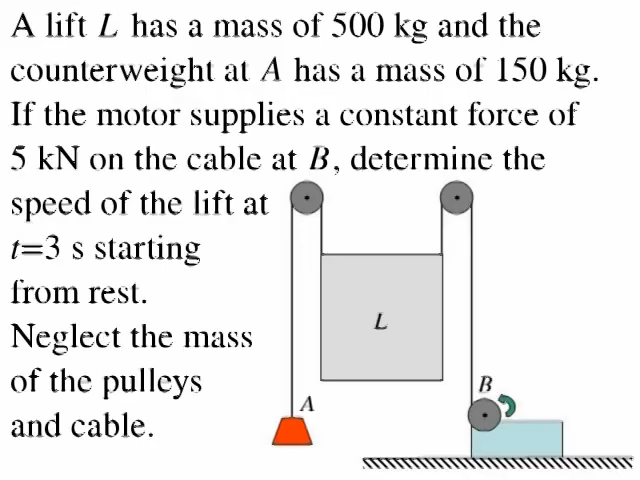 A lift L has a mass of 500 kg and the
counterweight at A has a mass of 150 kg.
If the motor supplies a constant force of
5 kN on the cable at B, determine the
speed of the lift at
t=3 s starting
from rest.
Neglect the mass
of the pulleys
and cable.
L
B
A